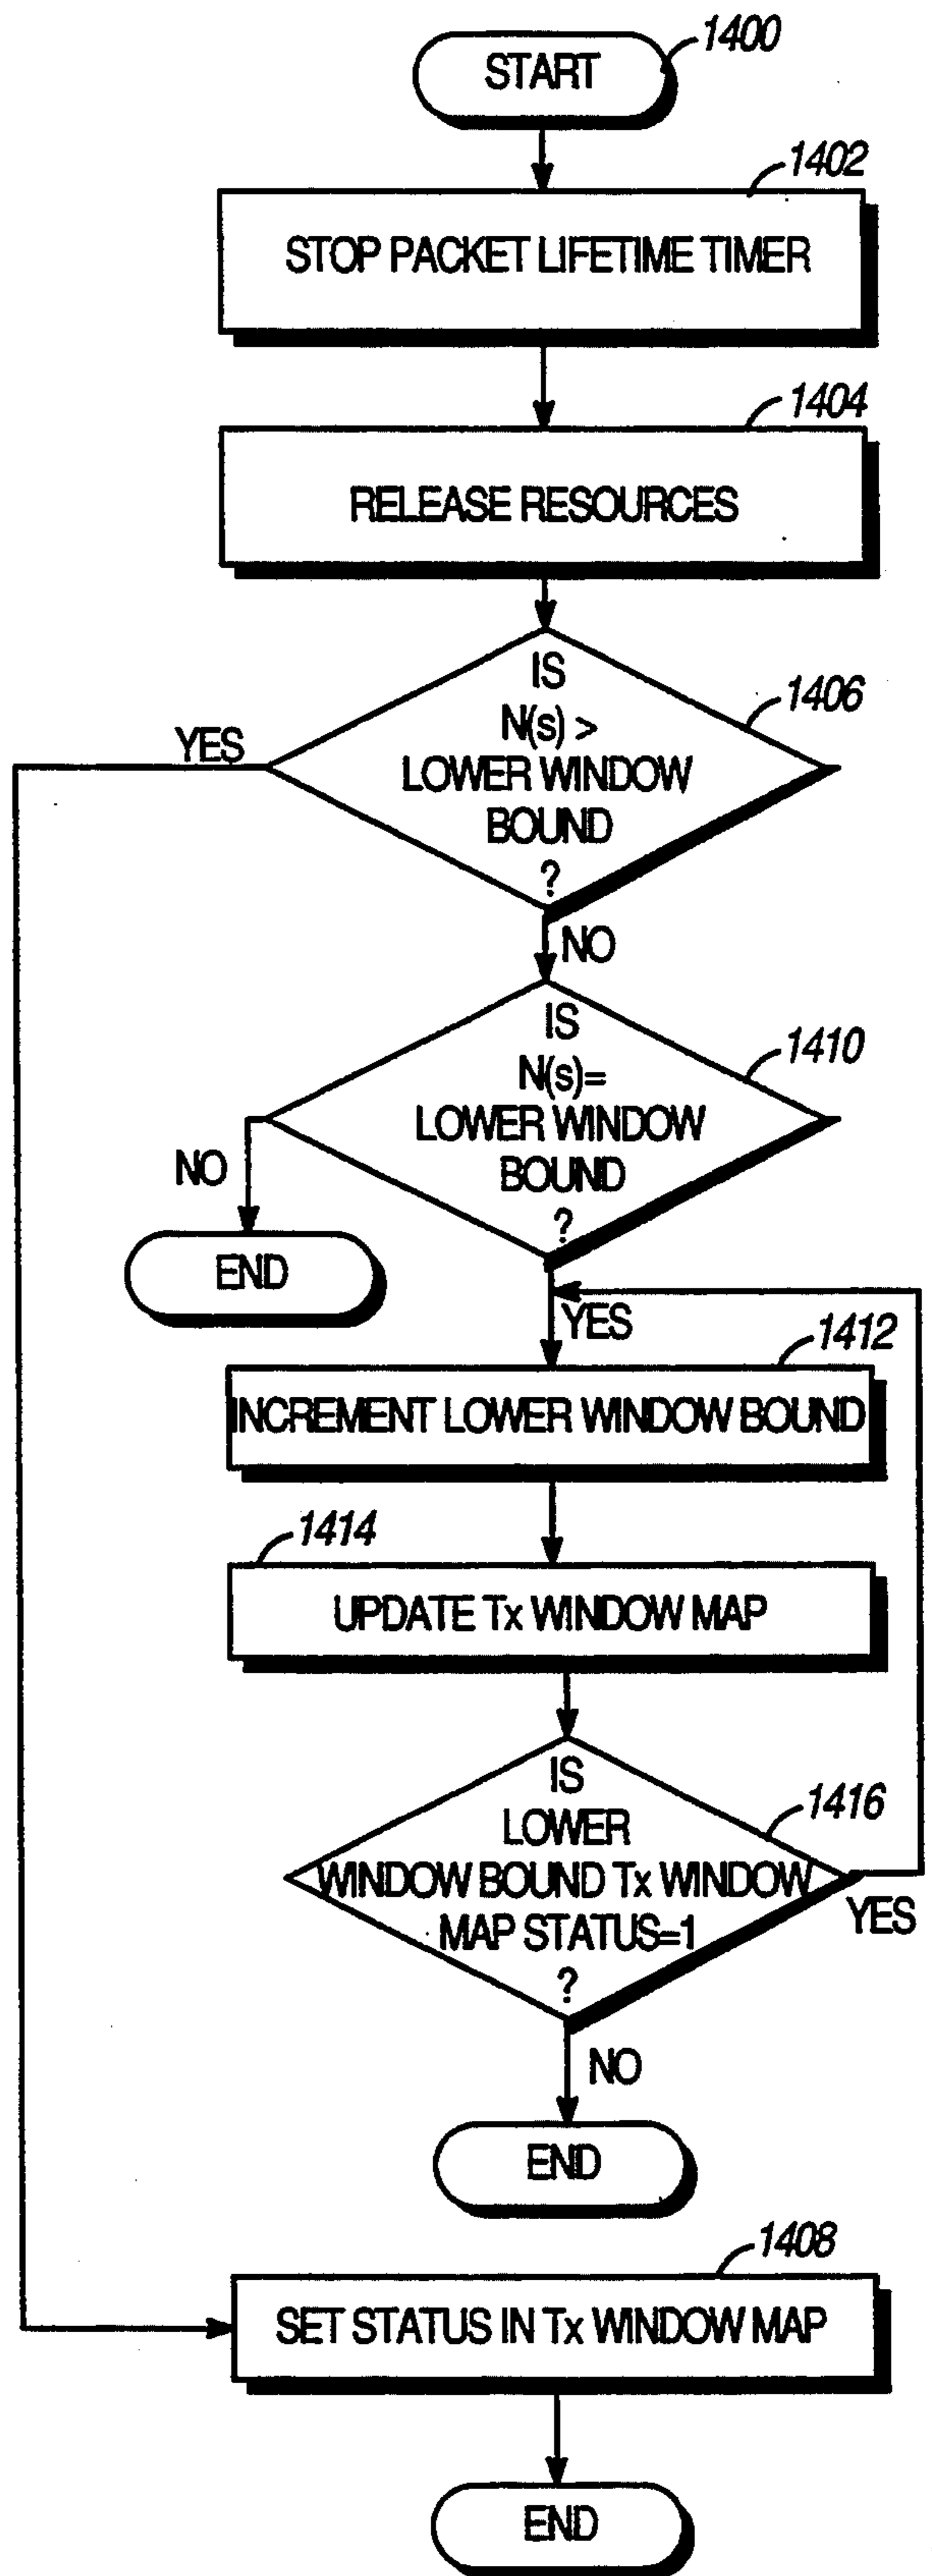 START
1400
1402
STOP PACKET LIFETIME TIMER
1404
RELEASE RESOURCES
IS
N(s) >
LOWER WINDOW
BOUND
?
1406
YES
NO
IS
N(s)=
LOWER WINDOW
BOUND
?
1410
NO
END
YES
1412
INCREMENT LOWER WINDOW BOUND
1414
UPDATE Tx WINDOW MAP
IS
LOWER
WINDOW BOUND Tx WINDOW
MAP STATUS=1
?
1416
YES
NO
END
1408
SET STATUS IN Tx WINDOW MAP
END